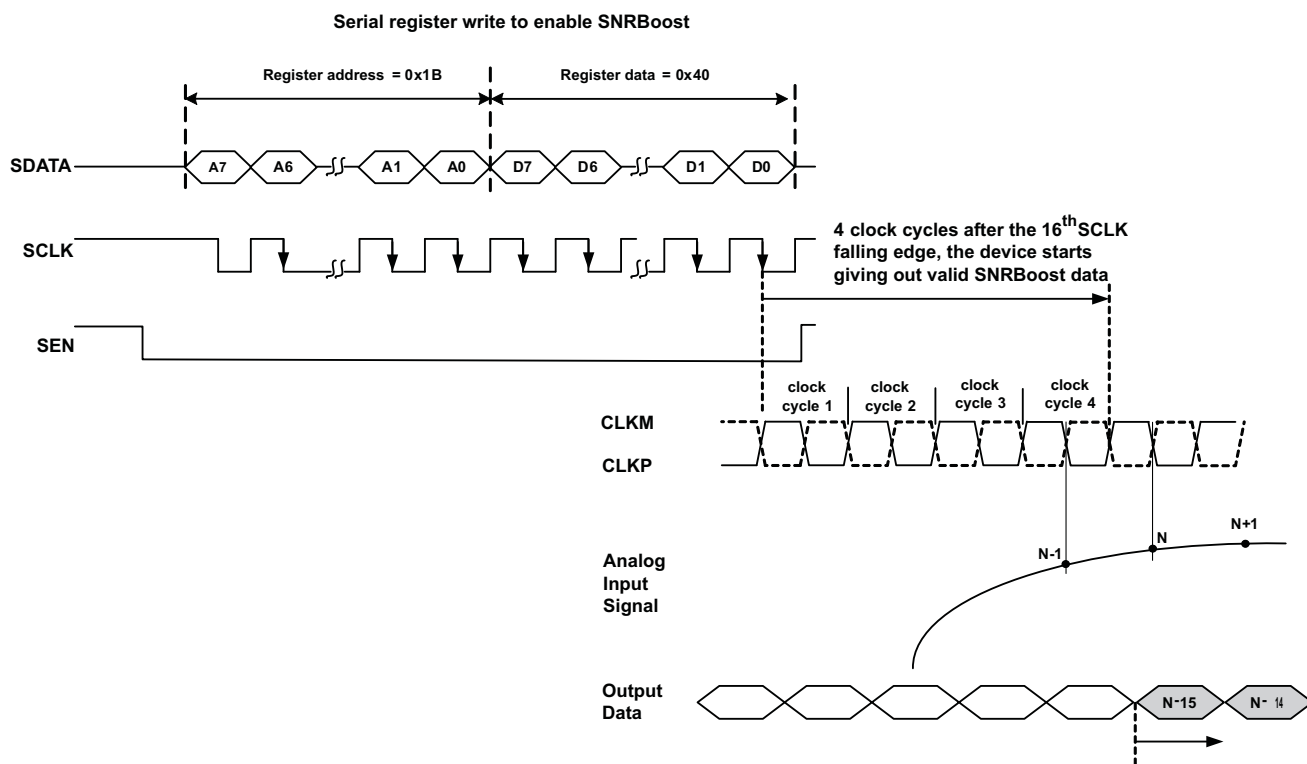 Serial register write to enable SNRBoost
Register address = 0x1B
Register data = 0x40
SDATA
A7
A6
A1
A0
D7
D6
D1
D0
SCLK
4 clock cycles after the 16th SCLK
falling edge, the device starts
giving out valid SNRBoost data
SEN
clock
cycle 1
clock
cycle 2
clock
cycle 3
clock
cycle 4
CLKM
CLKP
Analog
Input
Signal
N-1
N
N+1
Output
Data
N-15
N- 14